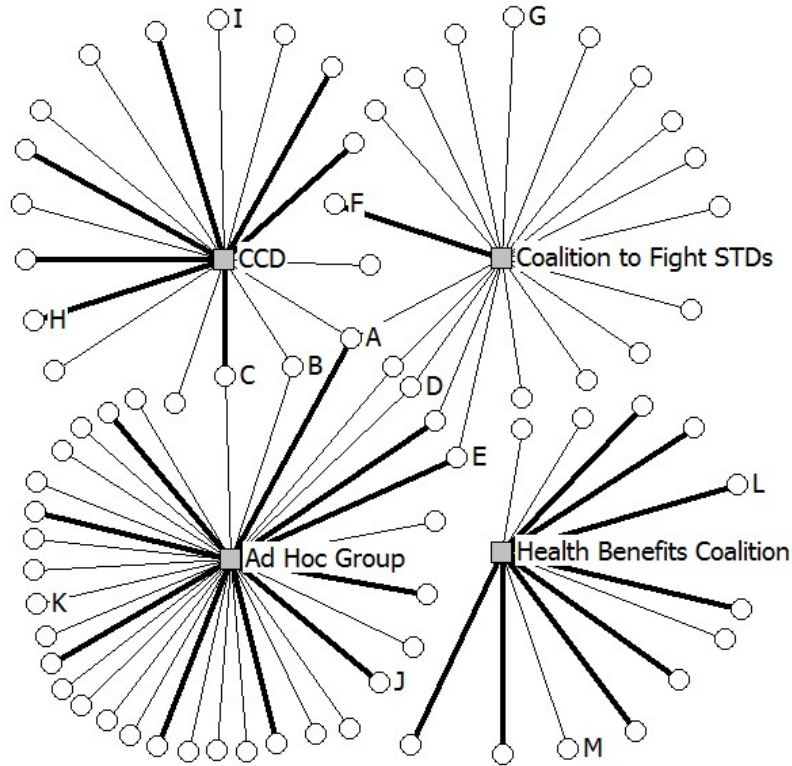 I
G
F
CCD
Coalition to Fight STDs
H
A
B
C
D
E
L
Ad Hoc Group
Health Benefits Coalition
K
J
M